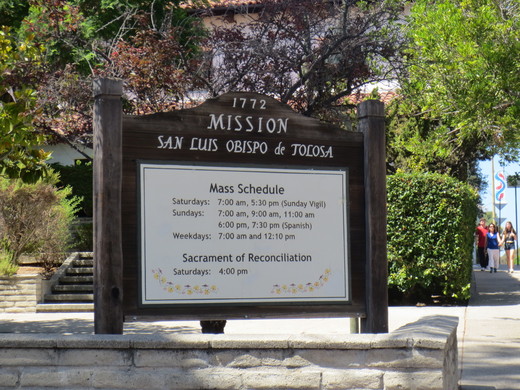 1772
MISSION
SAN LUIS OBISPO de TOLOSA
Mass Schedule
Saturdays: 7:00 am, 5:30 pm (Sunday Vigil)
Sundays: 7:00 am, 9:00 am, 11:00 am
6:00 pm, 7:30 pm (Spanish)
Weekdays: 7:00 am and 12:10 pm
Sacrament of Reconciliation
Saturdays: 4:00 pm